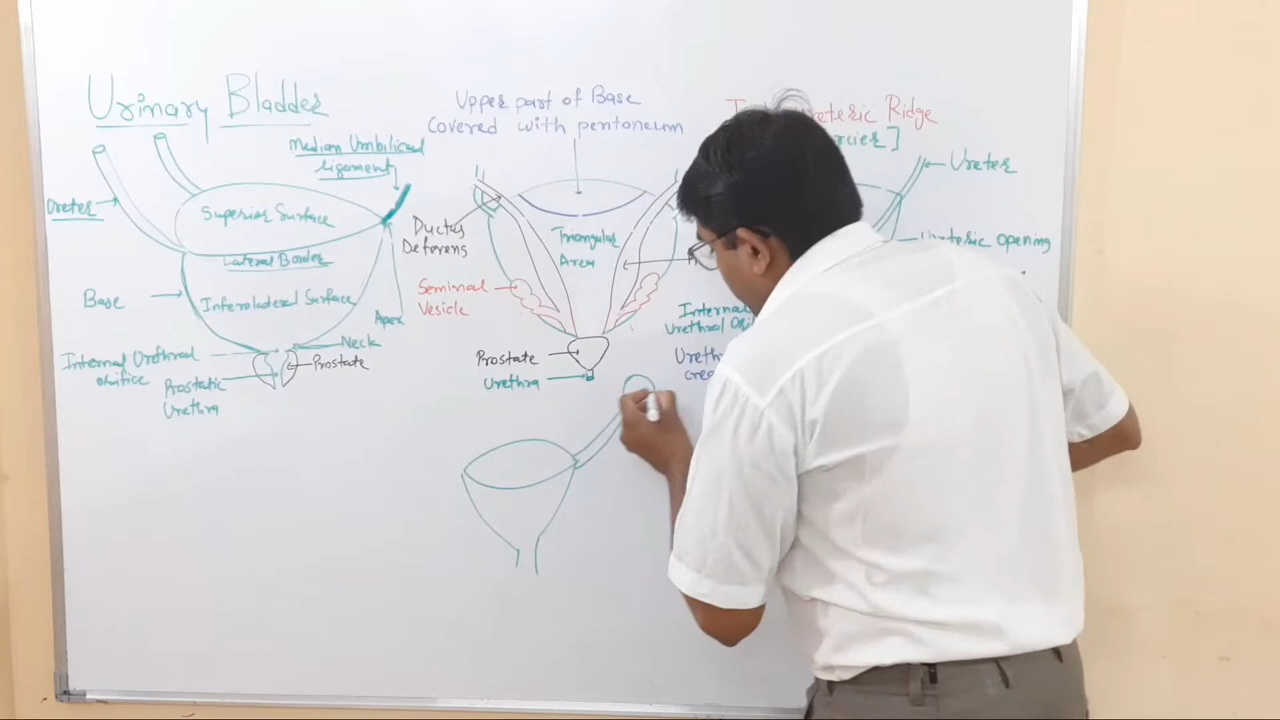 Urinary Bladder
Median Umbilical
ligament
Ureter
Superior Surface
Lateral Border
Base
Inferolateral Surface
Apex
Neck
Internal Urethral
orifice
Prostate
Prostatic
Urethra
Upper part of Base
Covered with peritoneum
Ductus
Deferens
Triangular
Area
Seminal
Vesicle
Prostate
Urethra
Ureteric Ridge
Ureter
Ureteric opening
Internal
Urethral